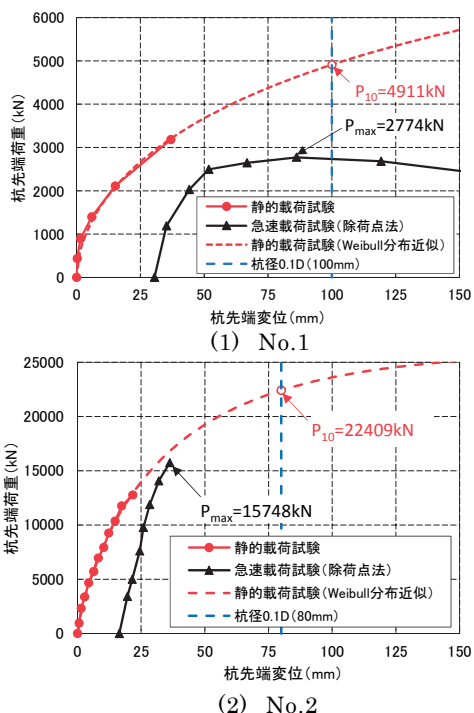 6000
5000
4000
3000
2000
1000
0
杭先端荷重(kN)
P10=4911kN
Pmax=2774kN
静的載荷試験
急速載荷試験(除荷点法)
静的載荷試験(Weibull分布近似)
杭径0.1D(100mm)
0 25 50 75 100 125 150
杭先端変位(mm)
(1) No.1
25000
20000
15000
10000
5000
0
杭先端荷重(kN)
P10=22409kN
Pmax=15748kN
静的載荷試験
急速載荷試験(除荷点法)
静的載荷試験(Weibull分布近似)
杭径0.1D(80mm)
0 25 50 75 100 125 150
杭先端変位(mm)
(2) No.2